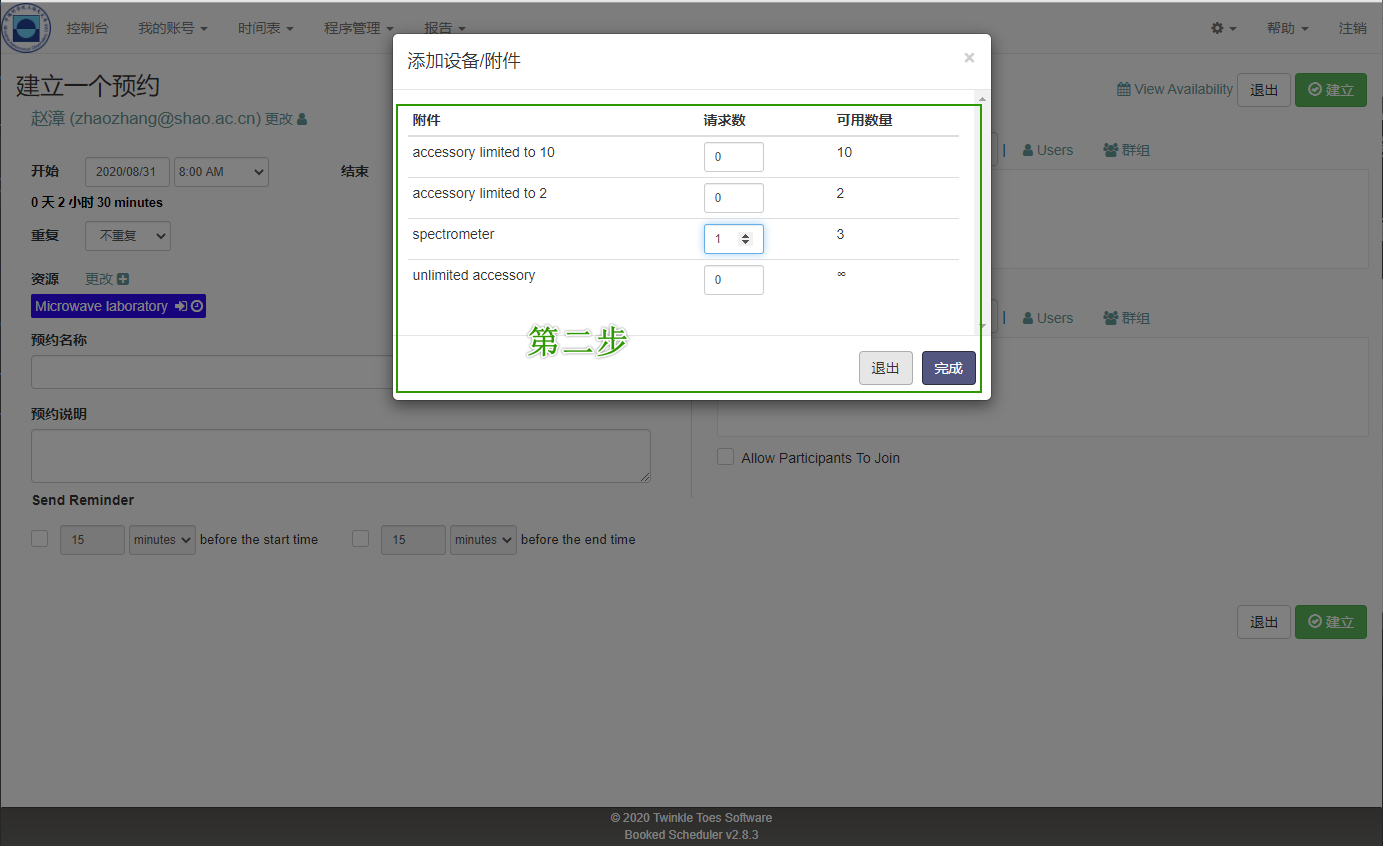 控制台 我的账号 时间表 程序管理 报告 帮助 注销
添加设备/附件 ×
建立一个预约
View Availability 退出 建立
赵漳 (zhaozhang@shao.ac.cn) 更改
附件 请求数 可用数量
accessory limited to 10 0 10
accessory limited to 2 0 2
spectrometer 1 3
unlimited accessory 0 ∞
第二步
退出 完成
开始 2020/08/31 8:00 AM 结束
0 天 2 小时 30 minutes
重复 不重复
资源 更改
Microwave laboratory
预约名称
预约说明
Send Reminder
15 minutes before the start time 15 minutes before the end time
| Users 群组
| Users 群组
Allow Participants To Join
退出 建立
© 2020 Twinkle Toes Software
Booked Scheduler v2.8.3